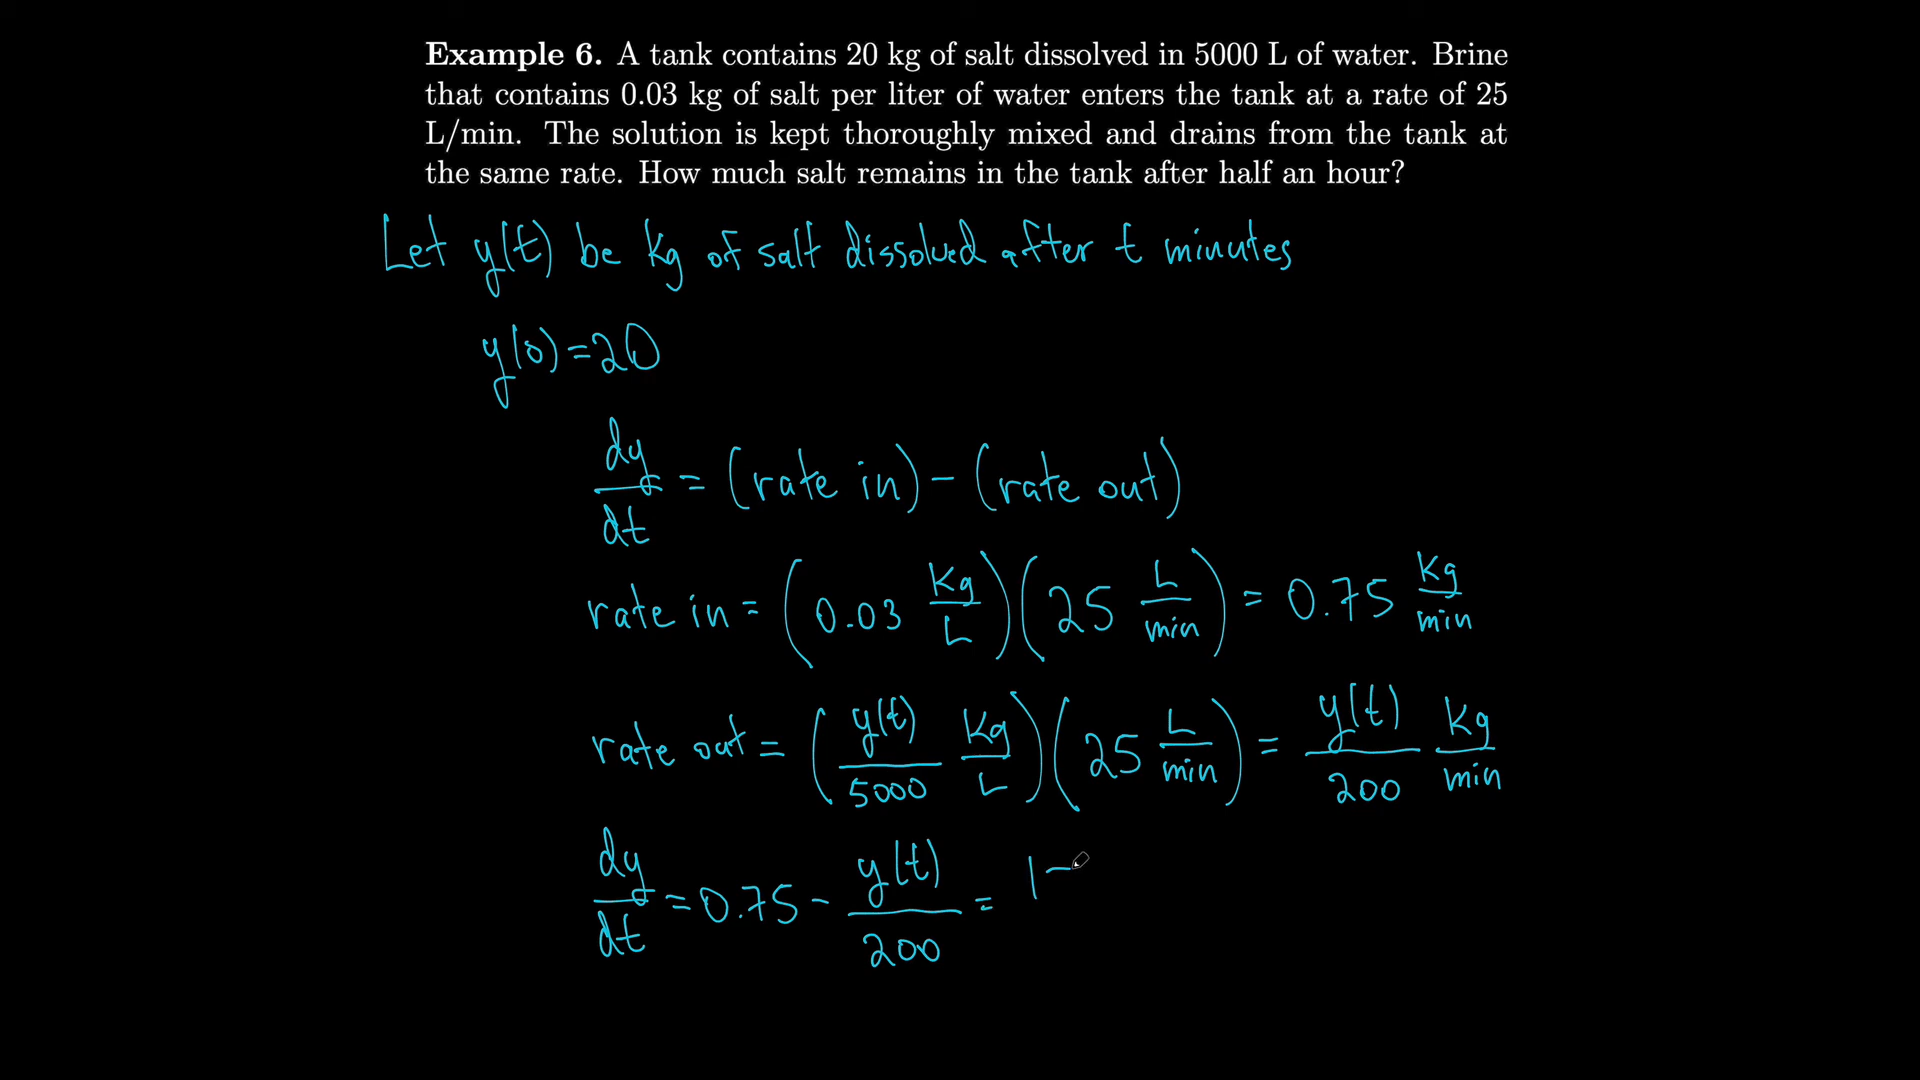 Example 6. A tank contains 20 kg of salt dissolved in 5000 L of water. Brine
that contains 0.03 kg of salt per liter of water enters the tank at a rate of 25
L/min. The solution is kept thoroughly mixed and drains from the tank at
the same rate. How much salt remains in the tank after half an hour?
Let y(t) be kg of salt dissolved after t minutes
y(0)=20
dy/dt = (rate in) - (rate out)
rate in = (0.03 kg/L)(25 L/min) = 0.75 kg/min
rate out = (y(t)/5000 kg/L)(25 L/min) = y(t)/200 kg/min
dy/dt = 0.75 - y(t)/200 =